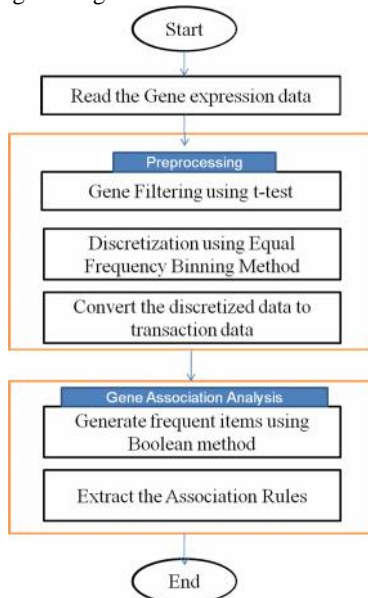 Start
Read the Gene expression data
Preprocessing
Gene Filtering using t-test
Discretization using Equal
Frequency Binning Method
Convert the discretized data to
transaction data
Gene Association Analysis
Generate frequent items using
Boolean method
Extract the Association Rules
End